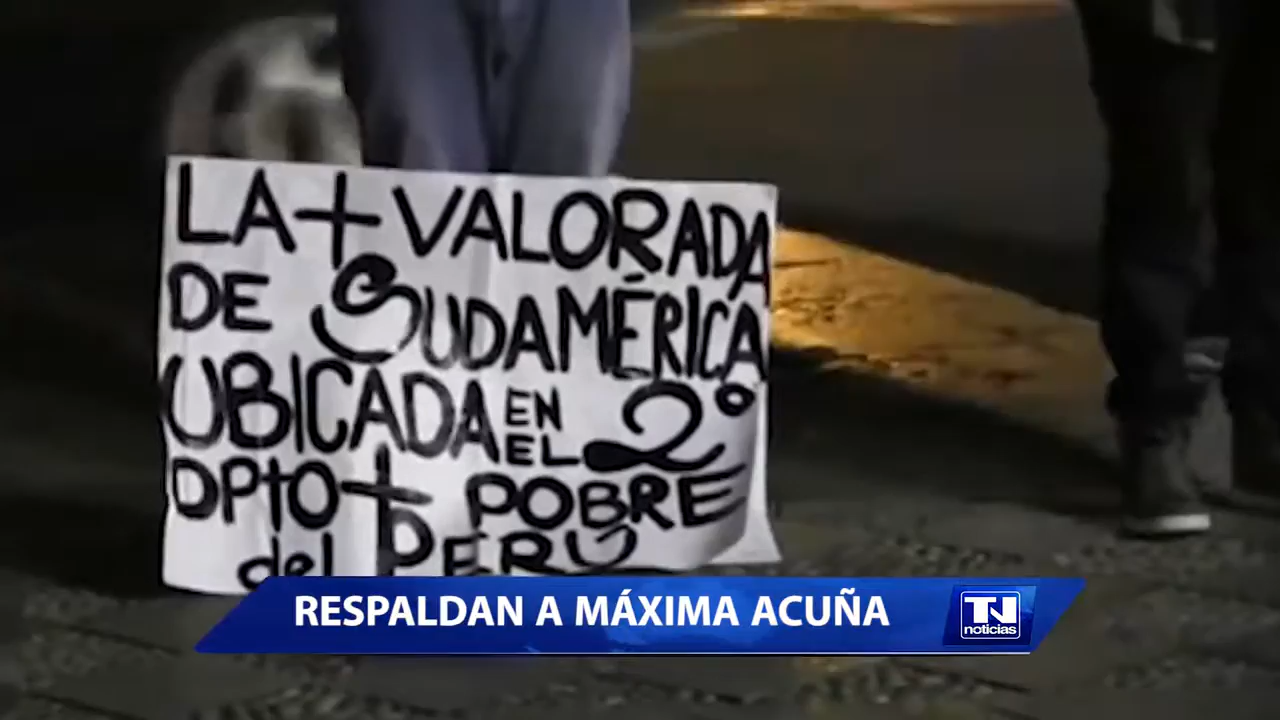 LA + VALORADA
DE SUDAMÉRICA
UBICADA EN EL 2°
DPtO + POBRE
del PERÚ
RESPALDAN A MÁXIMA ACUÑA
TN
noticias